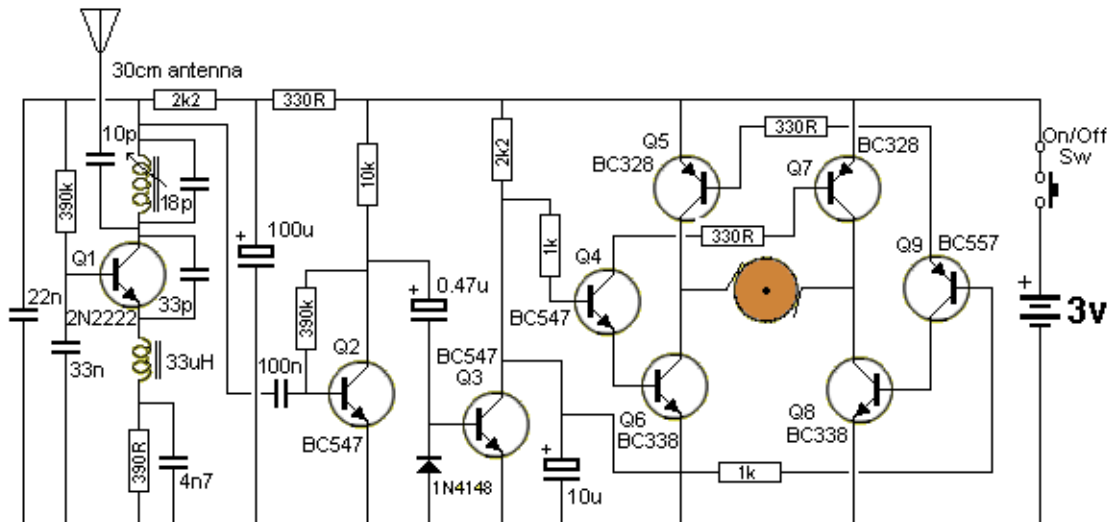 30cm antenna
2k2
330R
10p
390k
18p
Q1
2N2222
33p
22n
33n
33uH
390R
4n7
+
100u
100n
390k
10k
Q2
BC547
+
0.47u
1N4148
BC547
Q3
2k2
1k
+
10u
Q4
BC547
Q5
BC328
330R
330R
Q6
BC338
Q7
BC328
Q8
BC338
Q9
BC557
1k
On/Off
Sw
+
3v